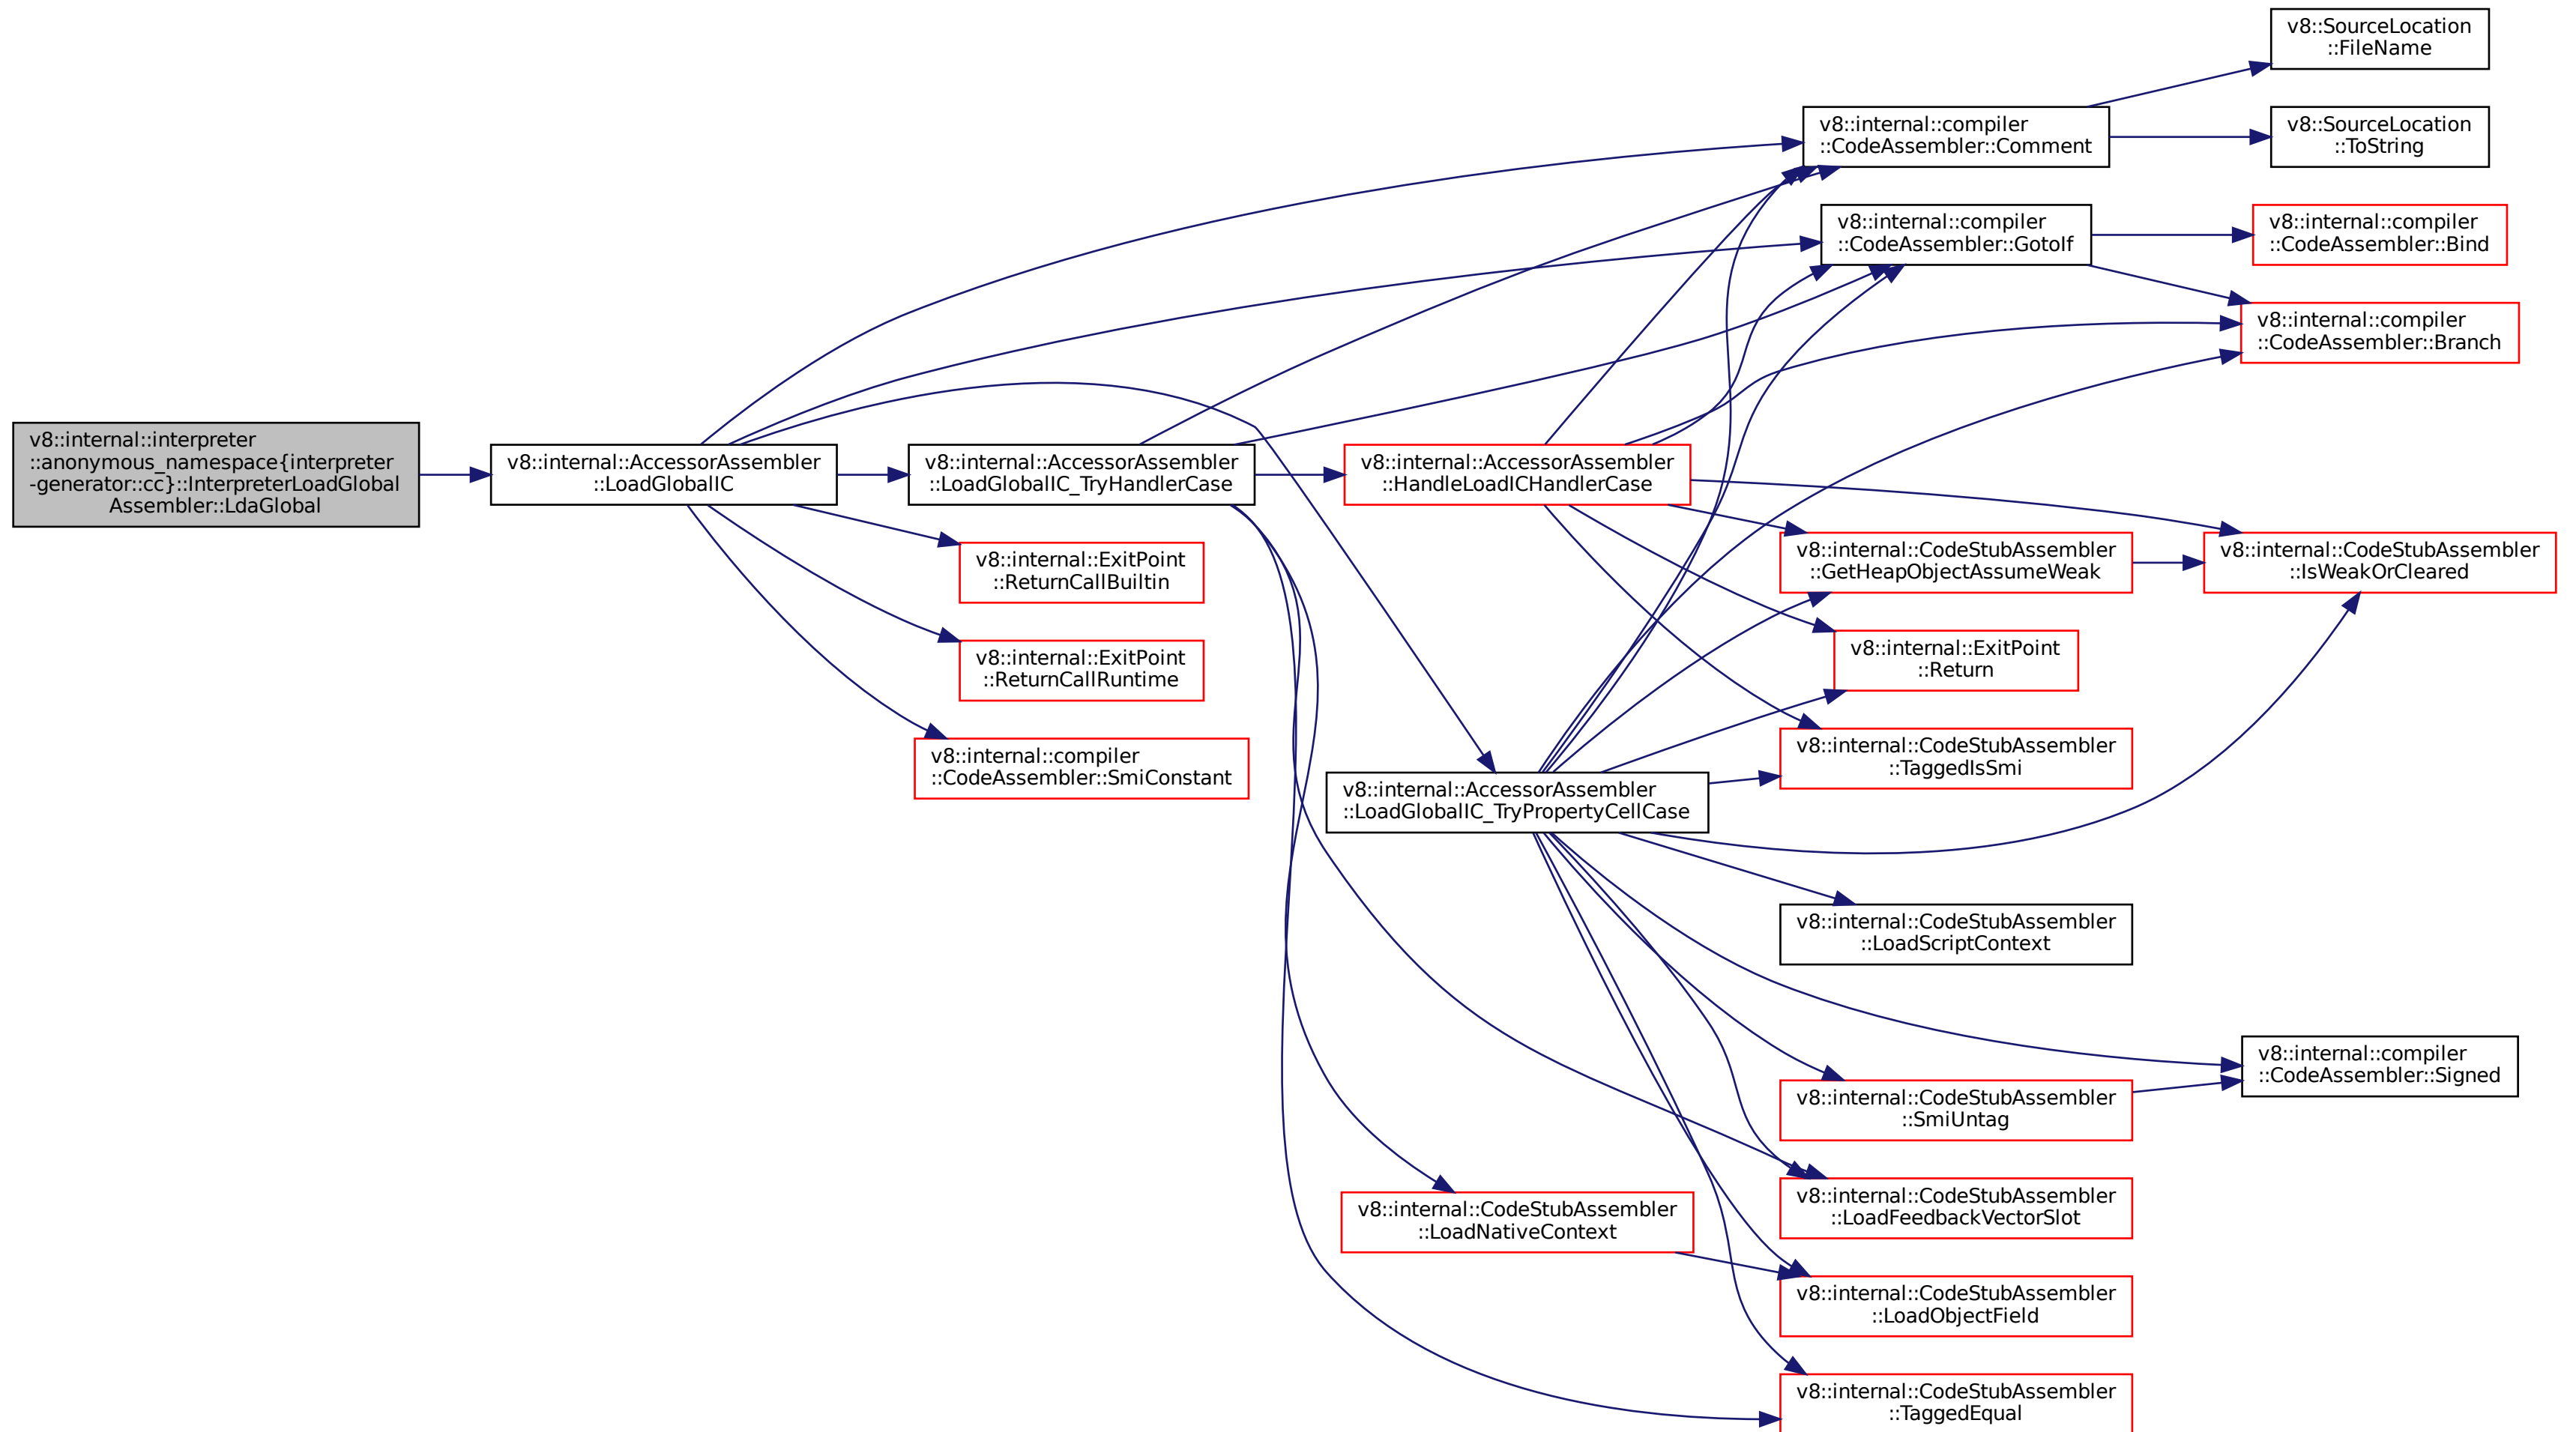 v8::internal::interpreter
::anonymous_namespace{interpreter
-generator::cc}::InterpreterLoadGlobal
Assembler::LdaGlobal
v8::internal::AccessorAssembler
::LoadGlobalIC
v8::internal::AccessorAssembler
::LoadGlobalIC_TryHandlerCase
v8::internal::ExitPoint
::ReturnCallBuiltin
v8::internal::ExitPoint
::ReturnCallRuntime
v8::internal::compiler
::CodeAssembler::SmiConstant
v8::internal::AccessorAssembler
::HandleLoadICHandlerCase
v8::internal::AccessorAssembler
::LoadGlobalIC_TryPropertyCellCase
v8::internal::CodeStubAssembler
::LoadNativeContext
v8::internal::compiler
::CodeAssembler::Comment
v8::internal::compiler
::CodeAssembler::GotoIf
v8::internal::CodeStubAssembler
::GetHeapObjectAssumeWeak
v8::internal::ExitPoint
::Return
v8::internal::CodeStubAssembler
::TaggedIsSmi
v8::internal::CodeStubAssembler
::LoadScriptContext
v8::internal::CodeStubAssembler
::SmiUntag
v8::internal::CodeStubAssembler
::LoadFeedbackVectorSlot
v8::internal::CodeStubAssembler
::LoadObjectField
v8::internal::CodeStubAssembler
::TaggedEqual
v8::SourceLocation
::FileName
v8::SourceLocation
::ToString
v8::internal::compiler
::CodeAssembler::Bind
v8::internal::compiler
::CodeAssembler::Branch
v8::internal::CodeStubAssembler
::IsWeakOrCleared
v8::internal::compiler
::CodeAssembler::Signed